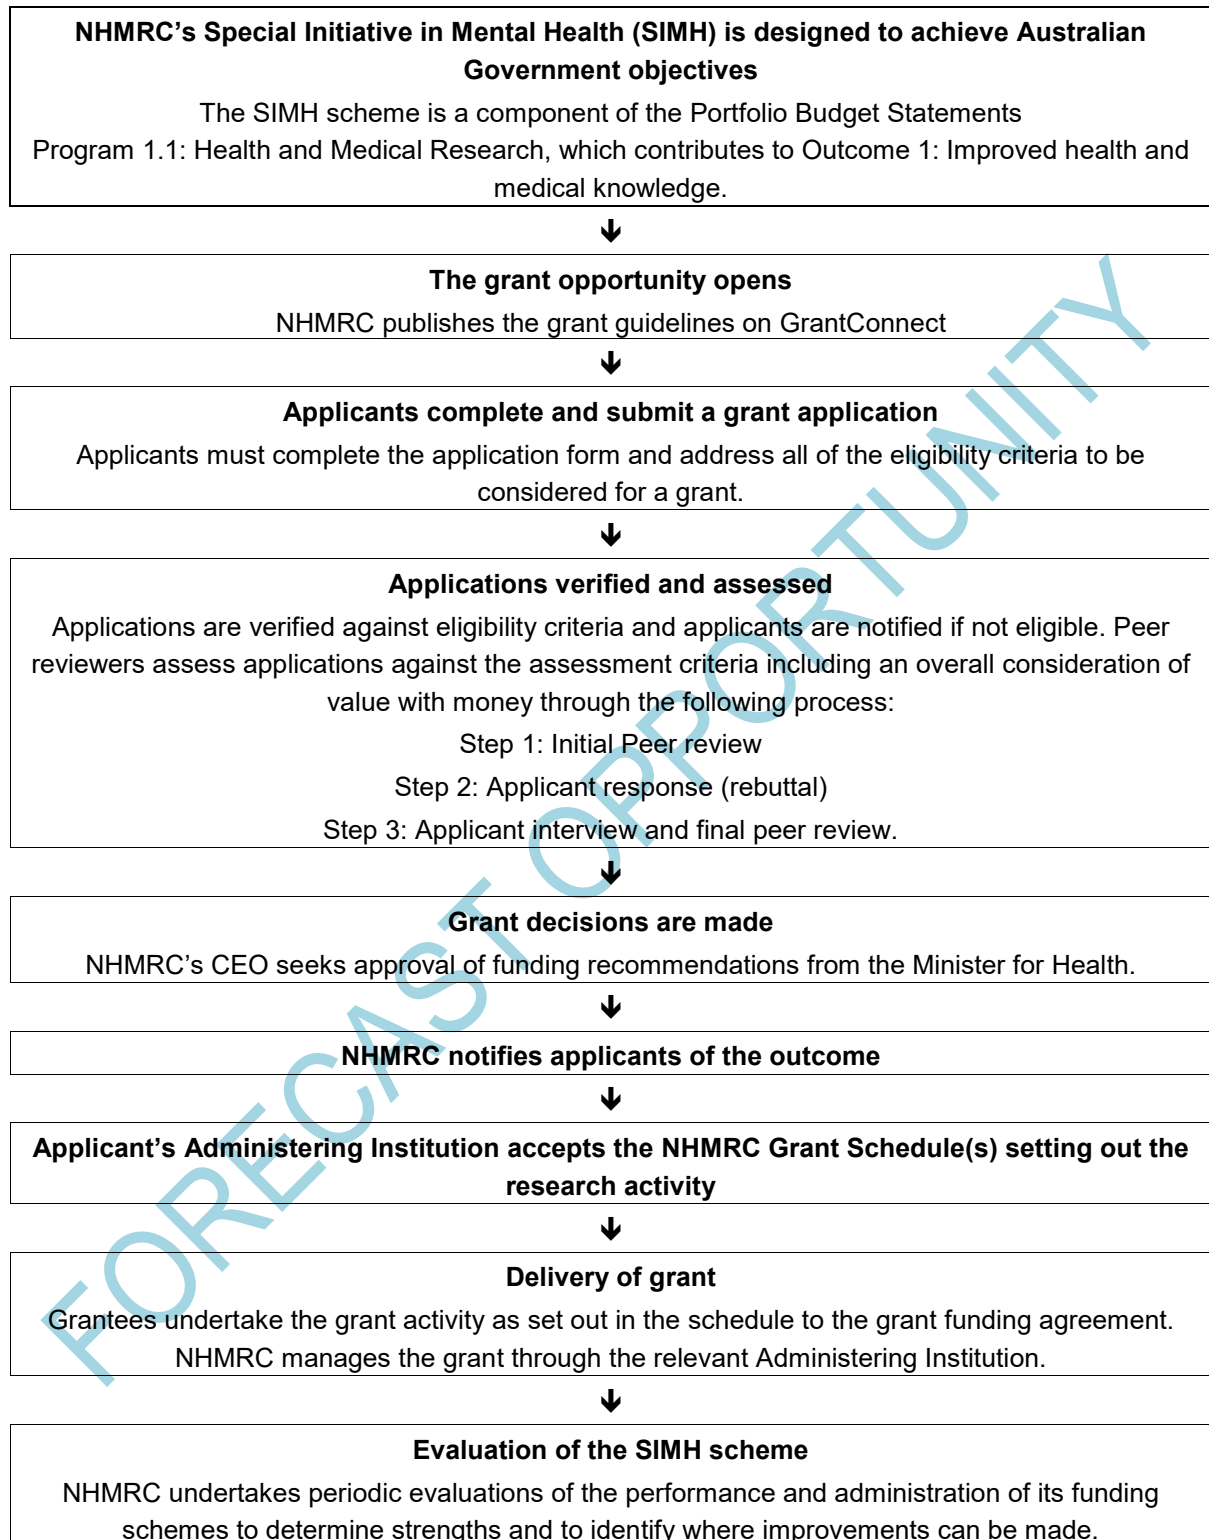 NHMRC’s Special Initiative in Mental Health (SIMH) is designed to achieve Australian
Government objectives
The SIMH scheme is a component of the Portfolio Budget Statements
Program 1.1: Health and Medical Research, which contributes to Outcome 1: Improved health and
medical knowledge.
The grant opportunity opens
NHMRC publishes the grant guidelines on GrantConnect
Applicants complete and submit a grant application
Applicants must complete the application form and address all of the eligibility criteria to be
considered for a grant.
Applications verified and assessed
Applications are verified against eligibility criteria and applicants are notified if not eligible. Peer
reviewers assess applications against the assessment criteria including an overall consideration of
value with money through the following process:
Step 1: Initial Peer review
Step 2: Applicant response (rebuttal)
Step 3: Applicant interview and final peer review.
Grant decisions are made
NHMRC’s CEO seeks approval of funding recommendations from the Minister for Health.
NHMRC notifies applicants of the outcome
Applicant’s Administering Institution accepts the NHMRC Grant Schedule(s) setting out the
research activity
Delivery of grant
Grantees undertake the grant activity as set out in the schedule to the grant funding agreement.
NHMRC manages the grant through the relevant Administering Institution.
Evaluation of the SIMH scheme
NHMRC undertakes periodic evaluations of the performance and administration of its funding
schemes to determine strengths and to identify where improvements can be made.
FORECAST OPPORTUNITY